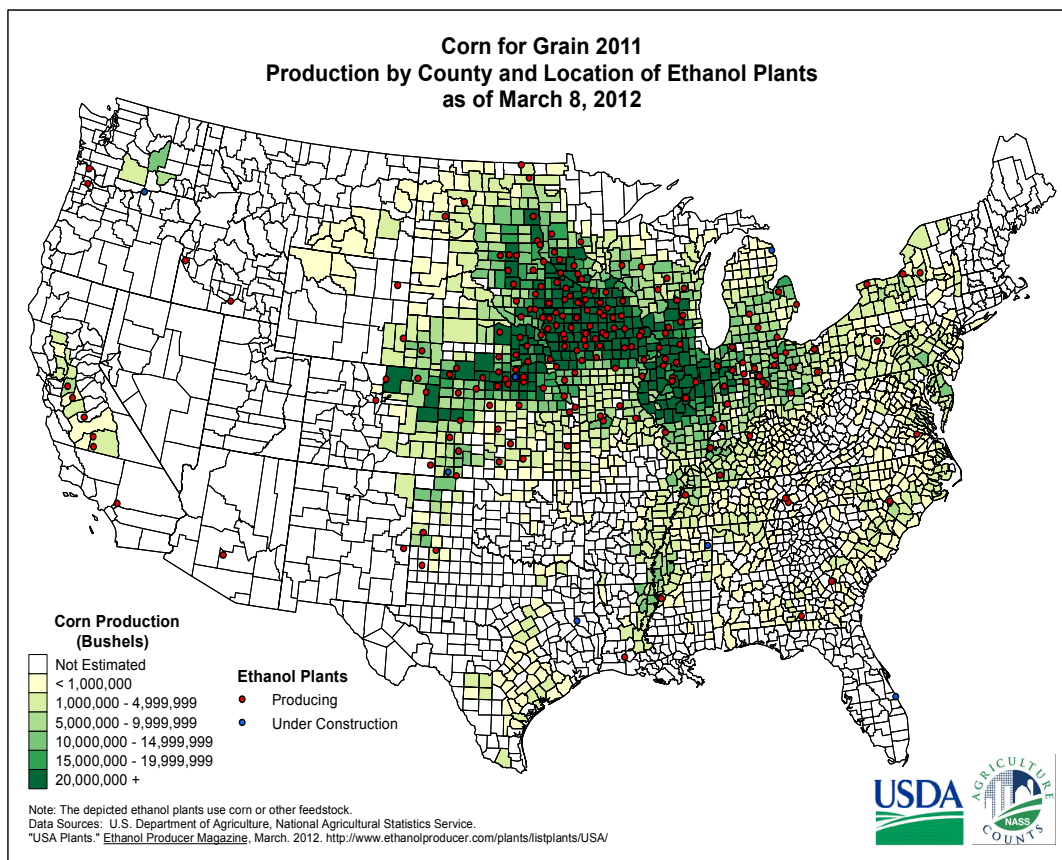 Corn for Grain 2011
Production by County and Location of Ethanol Plants
as of March 8, 2012
Corn Production
(Bushels)
Not Estimated
< 1,000,000
1,000,000 - 4,999,999
5,000,000 - 9,999,999
10,000,000 - 14,999,999
15,000,000 - 19,999,999
20,000,000 +
Ethanol Plants
Producing
Under Construction
Note: The depicted ethanol plants use corn or other feedstock.
Data Sources: U.S. Department of Agriculture, National Agricultural Statistics Service.
"USA Plants." Ethanol Producer Magazine, March. 2012. http://www.ethanolproducer.com/plants/listplants/USA/
USDA
AGRICULTURE
NASS
COUNTS